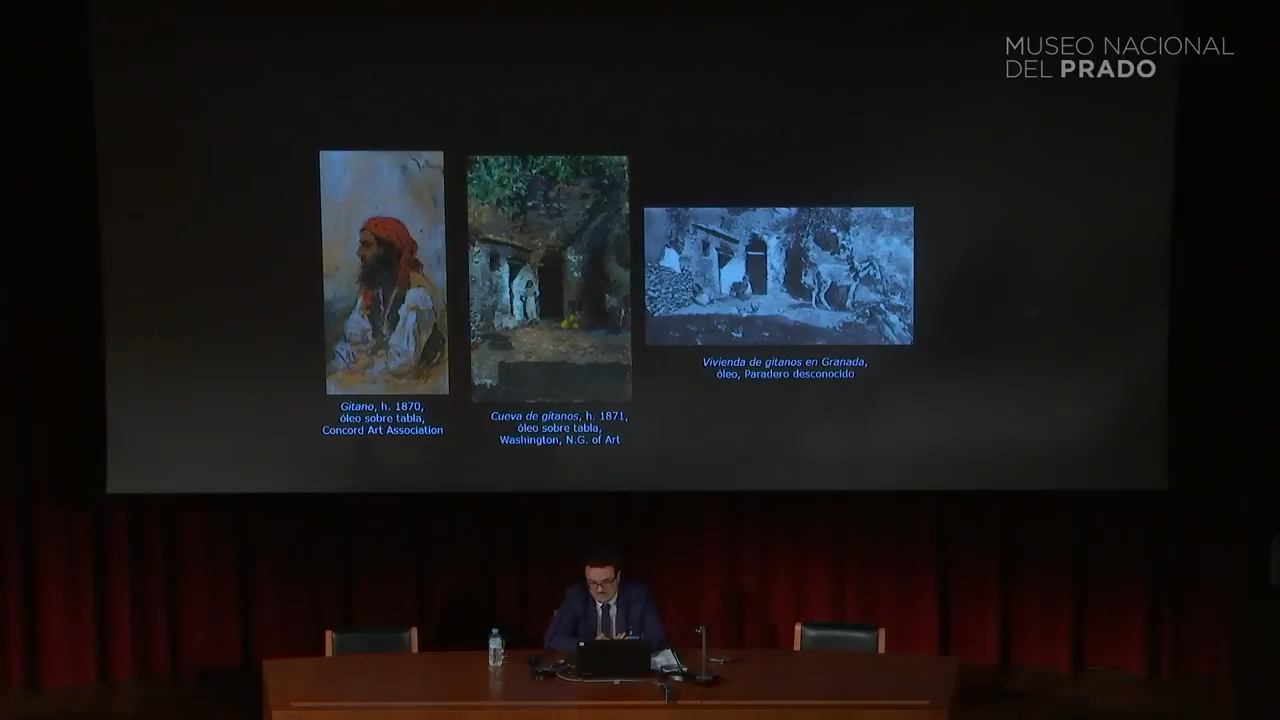 MUSEO NACIONAL
DEL PRADO
Gitano, h. 1870,
óleo sobre tabla,
Concord Art Association
Cueva de gitanos, h. 1871,
óleo sobre tabla,
Washington, N.G. of Art
Vivienda de gitanos en Granada,
óleo, Paradero desconocido